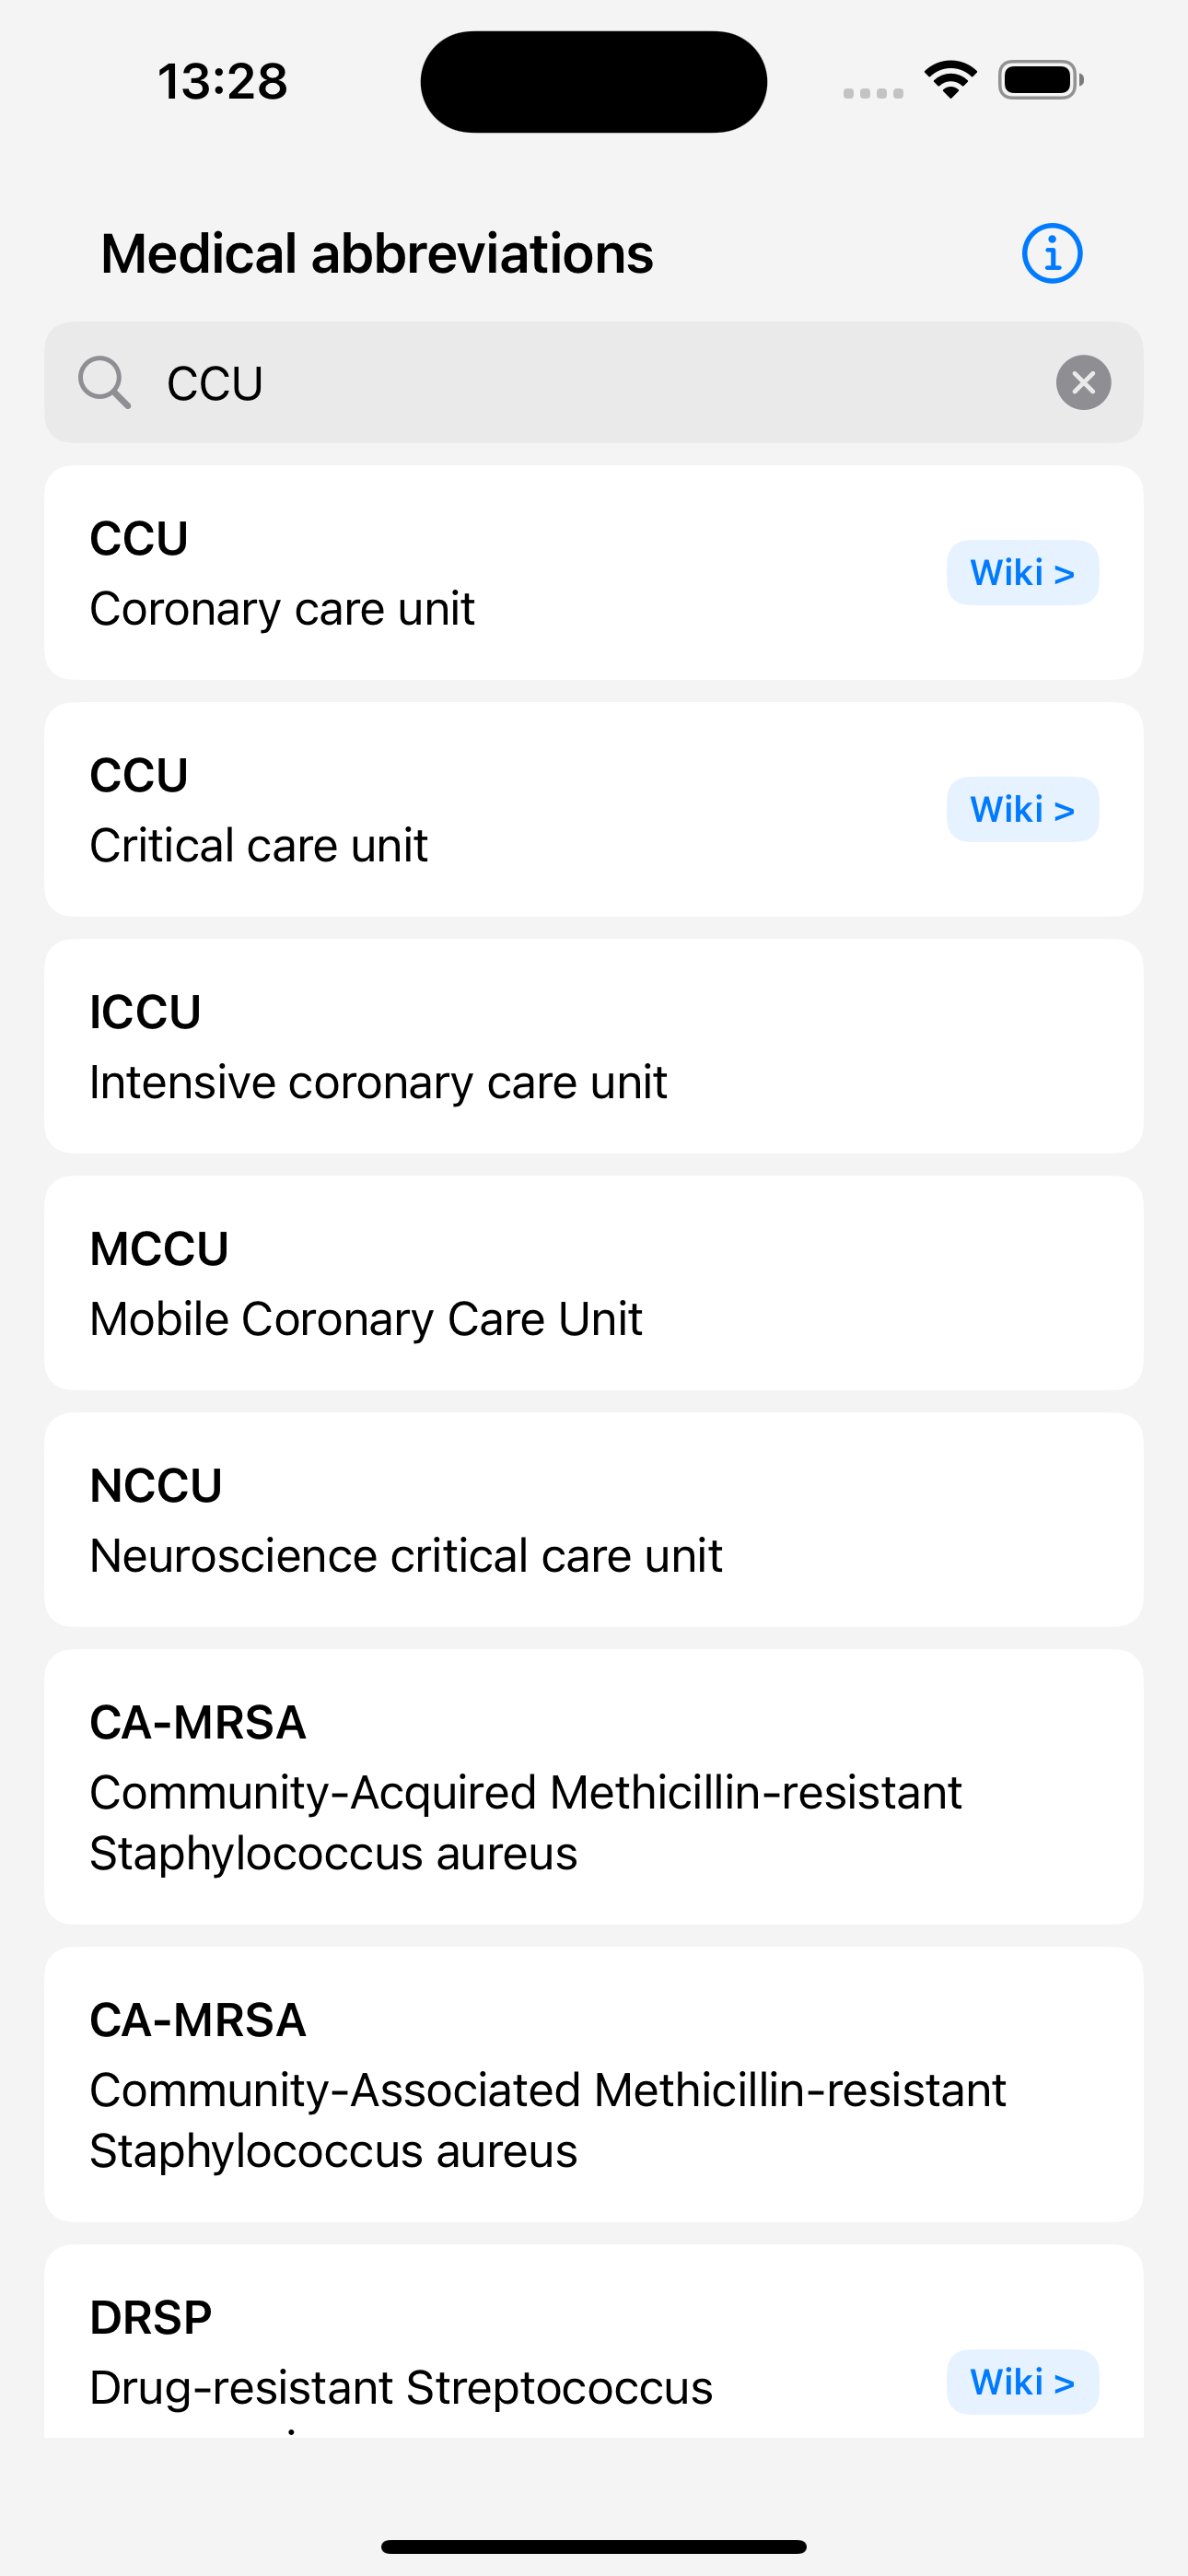 13:28
Medical abbreviations
CCU
CCU
Coronary care unit
Wiki >
CCU
Critical care unit
Wiki >
ICCU
Intensive coronary care unit
MCCU
Mobile Coronary Care Unit
NCCU
Neuroscience critical care unit
CA-MRSA
Community-Acquired Methicillin-resistant
Staphylococcus aureus
CA-MRSA
Community-Associated Methicillin-resistant
Staphylococcus aureus
DRSP
Drug-resistant Streptococcus
Wiki >